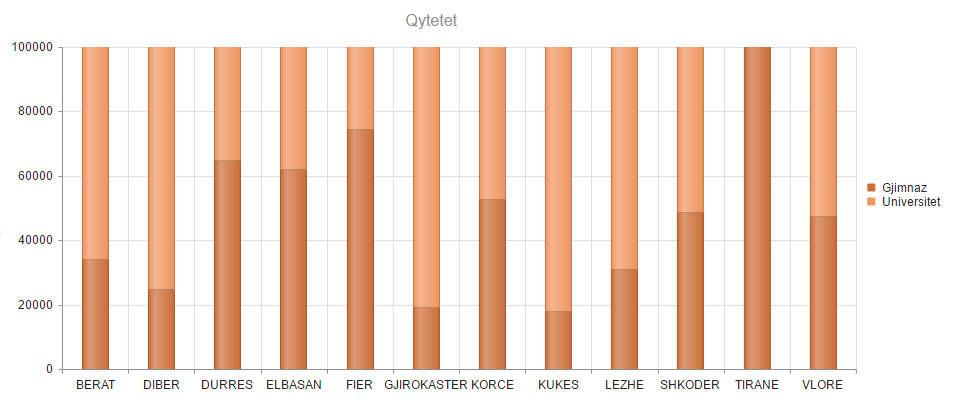 Qytetet
100000
80000
60000
40000
20000
0
BERAT DIBER DURRES ELBASAN FIER GJIROKASTER KORCE KUKES LEZHE SHKODER TIRANE VLORE
Gjimnaz
Universitet